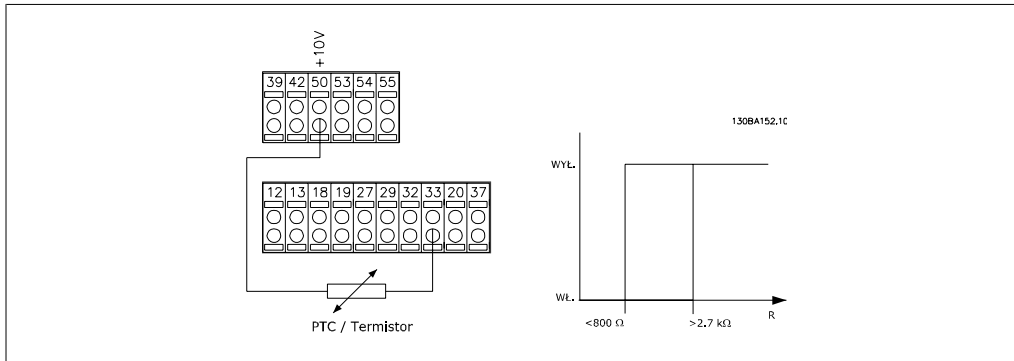 +10V
39 42 50 53 54 55
12 13 18 19 27 29 32 33 20 37
PTC / Termistor
130BA152.10
WYŁ.
WŁ.
R
<800 Ω
>2.7 kΩ